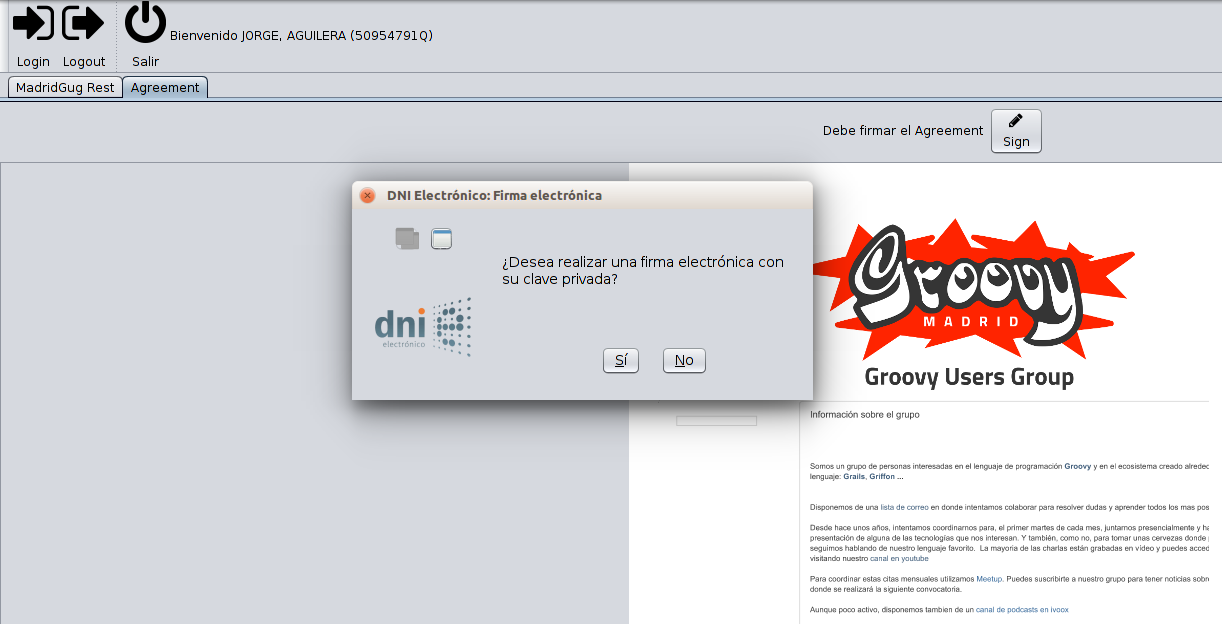 Bienvenido JORGE, AGUILERA (50954791Q)
Login Logout Salir
MadridGug Rest Agreement
Debe firmar el Agreement
Sign
DNI Electrónico: Firma electrónica
¿Desea realizar una firma electrónica con
su clave privada?
dni
electrónico
Sí No
Groovy
MADRID
Groovy Users Group
Información sobre el grupo
Somos un grupo de personas interesadas en el lenguaje de programación Groovy y en el ecosistema creado alreded
lenguaje: Grails, Griffon ...
Disponemos de una lista de correo en donde intentamos colaborar para resolver dudas y aprender todos los mas pos
Desde hace unos años, intentamos coordinarnos para, el primer martes de cada mes, juntarnos presencialmente y ha
presentación de alguna de las tecnologías que nos interesan. Y también, como no, para tomar unas cervezas donde
seguimos hablando de nuestro lenguaje favorito. La mayoria de las charlas están grabadas en vídeo y puedes acced
visitando nuestro canal en youtube
Para coordinar estas citas mensuales utilizamos Meetup. Puedes suscribirte a nuestro grupo para tener noticias sobr
donde se realizará la siguiente convocatoria.
Aunque poco activo, disponemos tambien de un canal de podcasts en ivoox